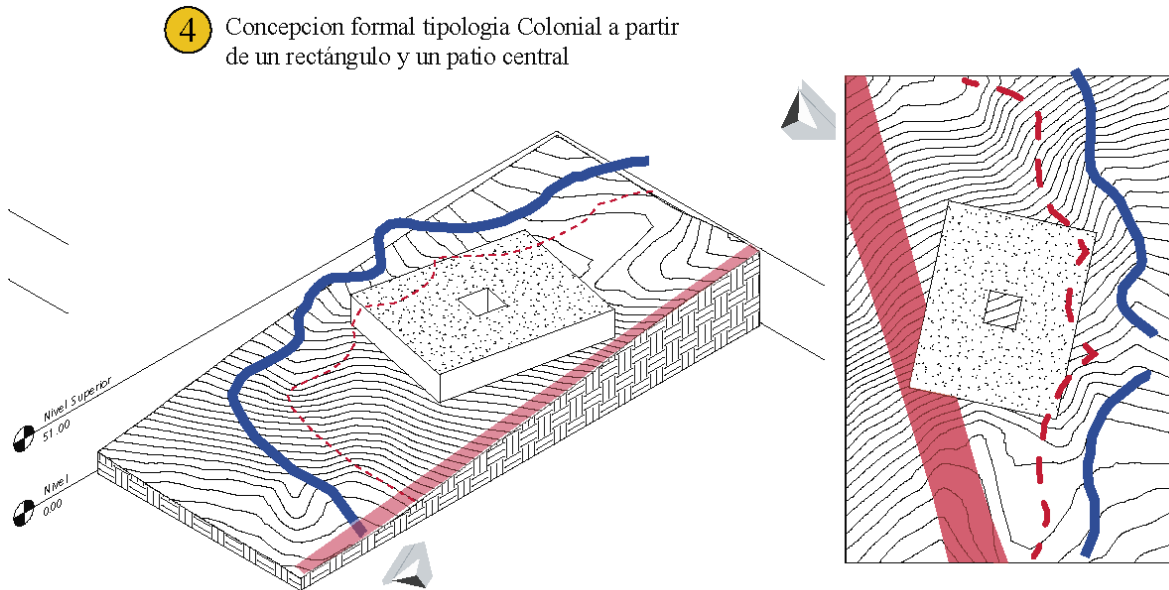 4
Concepcion formal tipologia Colonial a partir
de un rectángulo y un patio central
Nivel Superior
51.00
Nivel
0.00